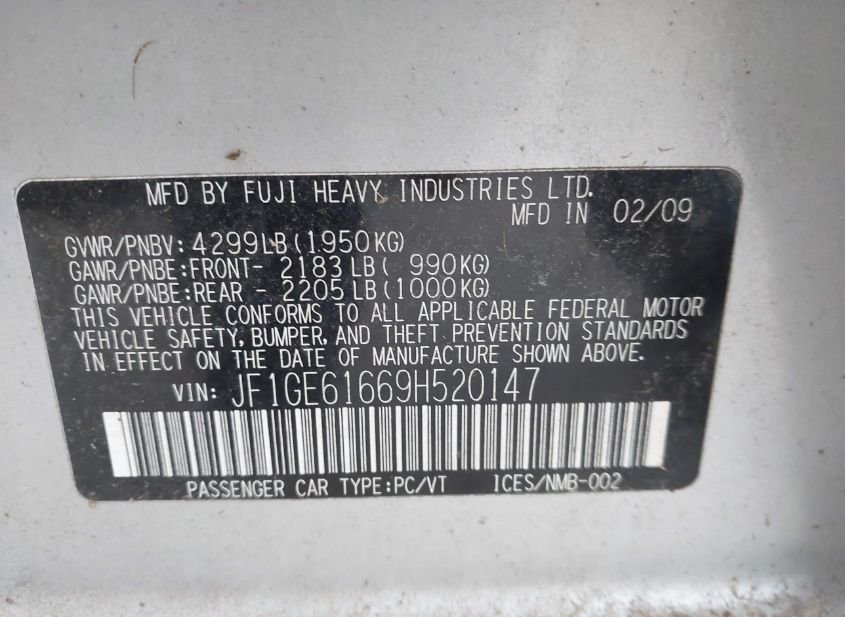 MFD BY FUJI HEAVY INDUSTRIES LTD.
MFD IN 02/09
GVWR/PNBV: 4299LB(1950KG)
GAWR/PNBE:FRONT- 2183LB( 990KG)
GAWR/PNBE:REAR - 2205LB(1000KG)
THIS VEHICLE CONFORMS TO ALL APPLICABLE FEDERAL MOTOR
VEHICLE SAFETY, BUMPER, AND THEFT PREVENTION STANDARDS
IN EFFECT ON THE DATE OF MANUFACTURE SHOWN ABOVE.
VIN: JF1GE61669H520147
PASSENGER CAR TYPE:PC/VT ICES/NMB-002